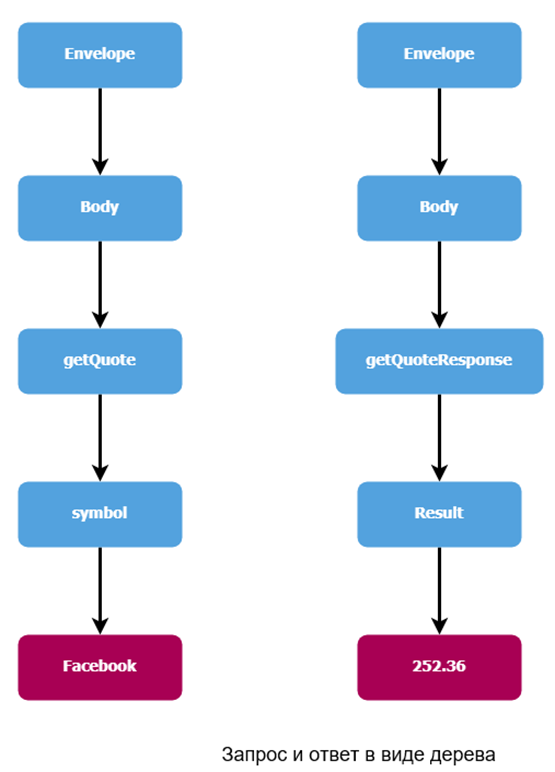 Envelope
Body
getQuote
symbol
Facebook
Envelope
Body
getQuoteResponse
Result
252.36
Запрос и ответ в виде дерева